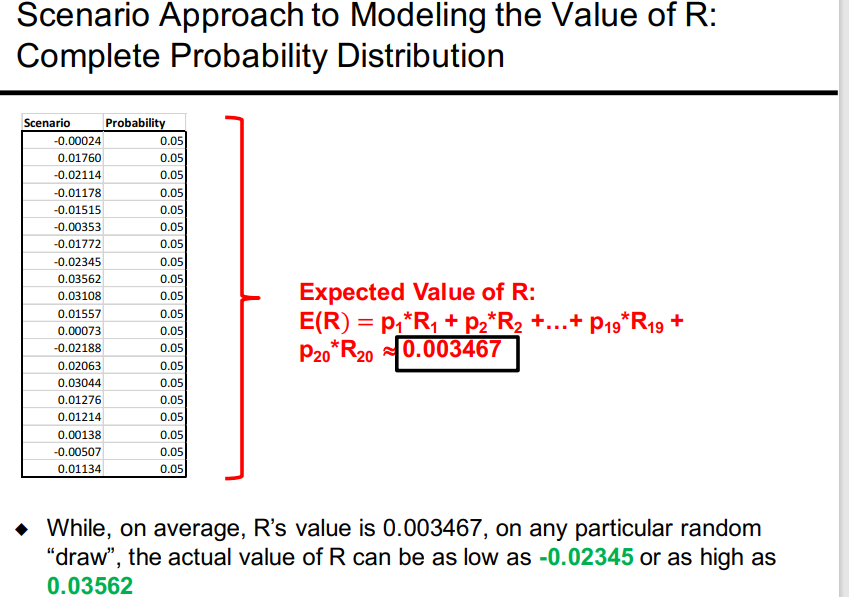 Scenario Approach to Modeling the Value of R:
Complete Probability Distribution
Scenario Probability
-0.00024 0.05
0.01760 0.05
-0.02114 0.05
-0.01178 0.05
-0.01515 0.05
-0.00353 0.05
-0.01772 0.05
-0.02345 0.05
0.03562 0.05
0.03108 0.05
0.01557 0.05
0.00073 0.05
-0.02188 0.05
0.02063 0.05
0.03044 0.05
0.01276 0.05
0.01214 0.05
0.00138 0.05
-0.00507 0.05
0.01134 0.05
Expected Value of R:
E(R) = p₁*R₁ + p₂*R₂ +…+ p₁₉*R₁₉ +
p₂₀*R₂₀ ≈ 0.003467
◆ While, on average, R’s value is 0.003467, on any particular random
“draw”, the actual value of R can be as low as -0.02345 or as high as
0.03562